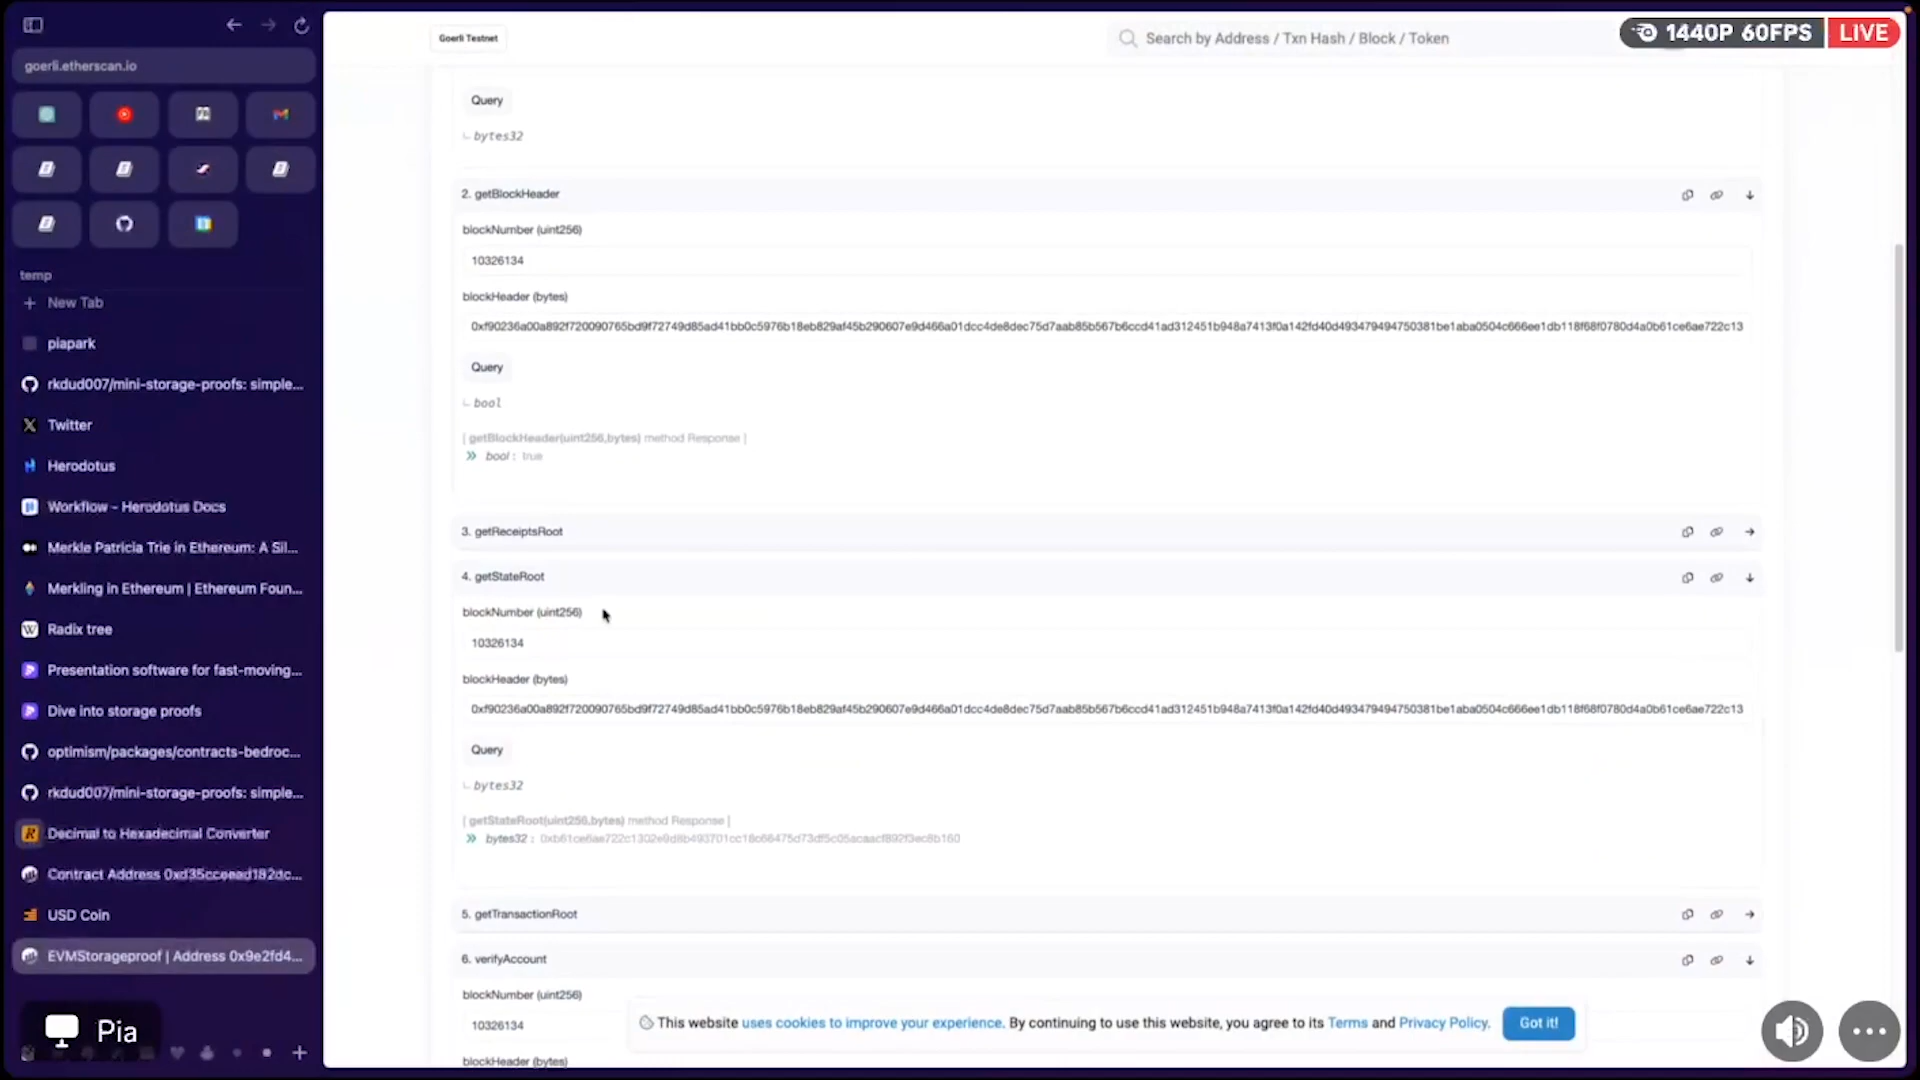 goerli.etherscan.io
temp
New Tab
piapark
rkdud007/mini-storage-proofs: simple...
Twitter
Herodotus
Workflow - Herodotus Docs
Merkle Patricia Trie in Ethereum: A Sil...
Merkling in Ethereum | Ethereum Foun...
Radix tree
Presentation software for fast-moving...
Dive into storage proofs
optimism/packages/contracts-bedroc...
rkdud007/mini-storage-proofs: simple...
Decimal to Hexadecimal Converter
Contract Address 0xd35cceead182dc...
USD Coin
EVMStorageproof | Address 0x9e2fd4...
Pia
Goerli Testnet
Search by Address / Txn Hash / Block / Token
1440P 60FPS
LIVE
Query
bytes32
2. getBlockHeader
blockNumber (uint256)
10326134
blockHeader (bytes)
Query
bool
[ getBlockHeader(uint256,bytes) method Response ]
bool : true
3. getReceiptsRoot
4. getStateRoot
blockNumber (uint256)
10326134
blockHeader (bytes)
Query
bytes32
[ getStateRoot(uint256,bytes) method Response ]
bytes32 :
5. getTransactionRoot
6. verifyAccount
blockNumber (uint256)
10326134
blockHeader (bytes)
This website uses cookies to improve your experience. By continuing to use this website, you agree to its Terms and Privacy Policy.
Got it!